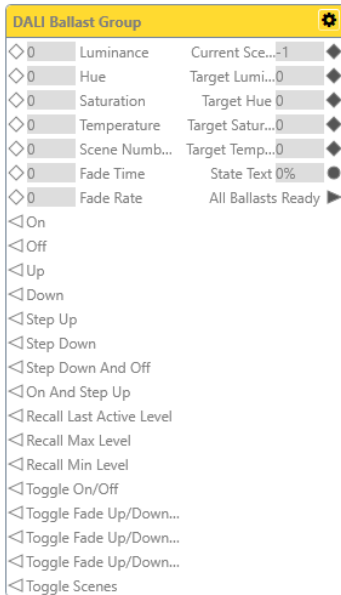 DALI Ballast Group
0 Luminance Current Sce... -1
0 Hue Target Lumi... 0
0 Saturation Target Hue 0
0 Temperature Target Satur... 0
0 Scene Numb... Target Temp... 0
0 Fade Time State Text 0%
0 Fade Rate All Ballasts Ready
On
Off
Up
Down
Step Up
Step Down
Step Down And Off
On And Step Up
Recall Last Active Level
Recall Max Level
Recall Min Level
Toggle On/Off
Toggle Fade Up/Down...
Toggle Fade Up/Down...
Toggle Fade Up/Down...
Toggle Scenes